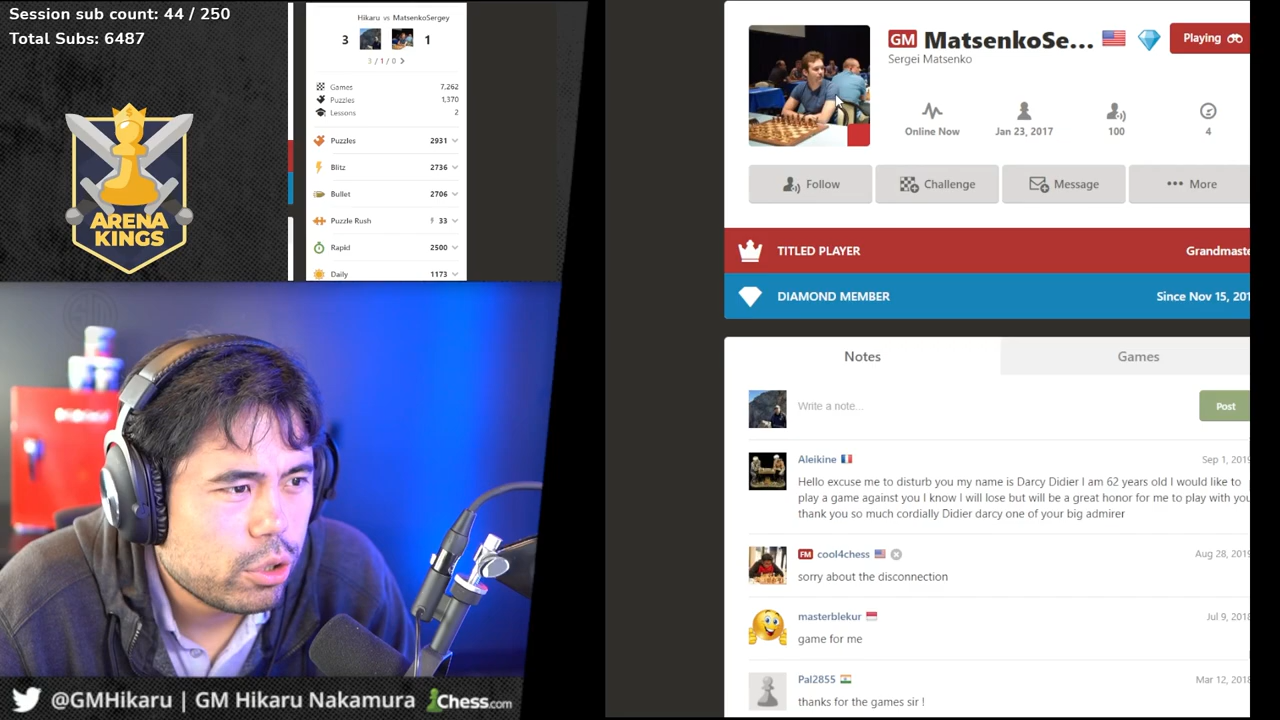 Session sub count: 44 / 250
Total Subs: 6487
ARENA
KINGS
Hikaru vs MatsenkoSergey
3 1
3 / 1 / 0
Games 7,262
Puzzles 1,370
Lessons 2
Puzzles 2931
Blitz 2736
Bullet 2706
Puzzle Rush 33
Rapid 2500
Daily 1173
GM MatsenkoSe... Playing
Sergei Matsenko
Online Now Jan 23, 2017 100 4
Follow Challenge Message More
TITLED PLAYER Grandmaste
DIAMOND MEMBER Since Nov 15, 201
Notes Games
Write a note... Post
Aleikine Sep 1, 2019
Hello excuse me to disturb you my name is Darcy Didier I am 62 years old I would like to
play a game against you I know I will lose but will be a great honor for me to play with you
thank you so much cordially Didier darcy one of your big admirer
FM cool4chess Aug 28, 2019
sorry about the disconnection
masterblekur Jul 9, 2018
game for me
Pal2855 Mar 12, 2018
thanks for the games sir !
@GMHikaru | GM Hikaru Nakamura Chess.com